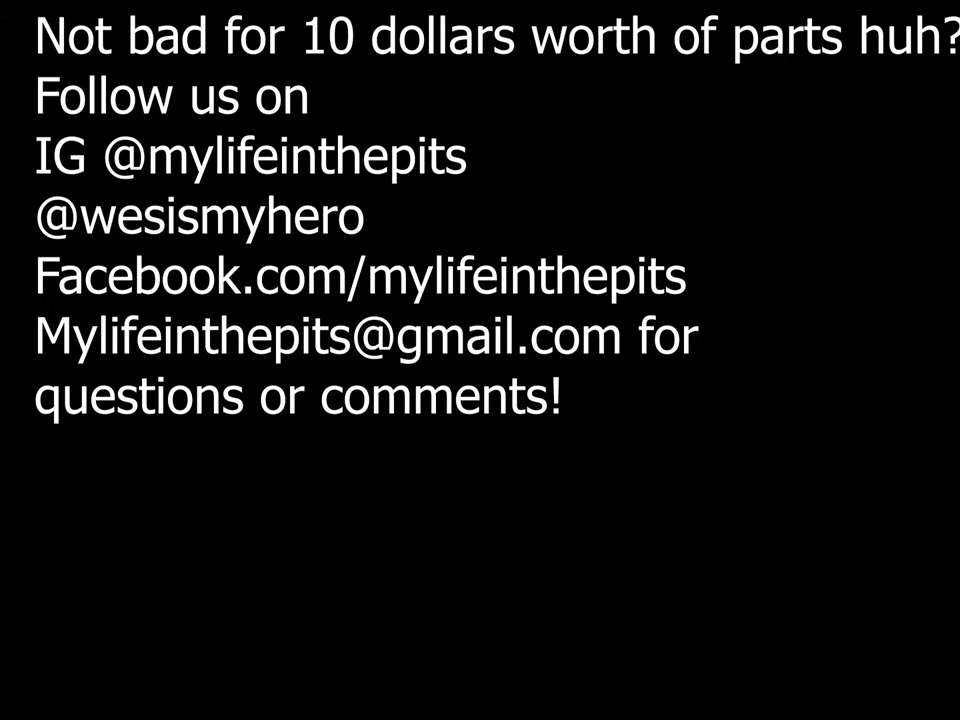 Not bad for 10 dollars worth of parts huh?
Follow us on
IG @mylifeinthepits
@wesismyhero
Facebook.com/mylifeinthepits
Mylifeinthepits@gmail.com for
questions or comments!